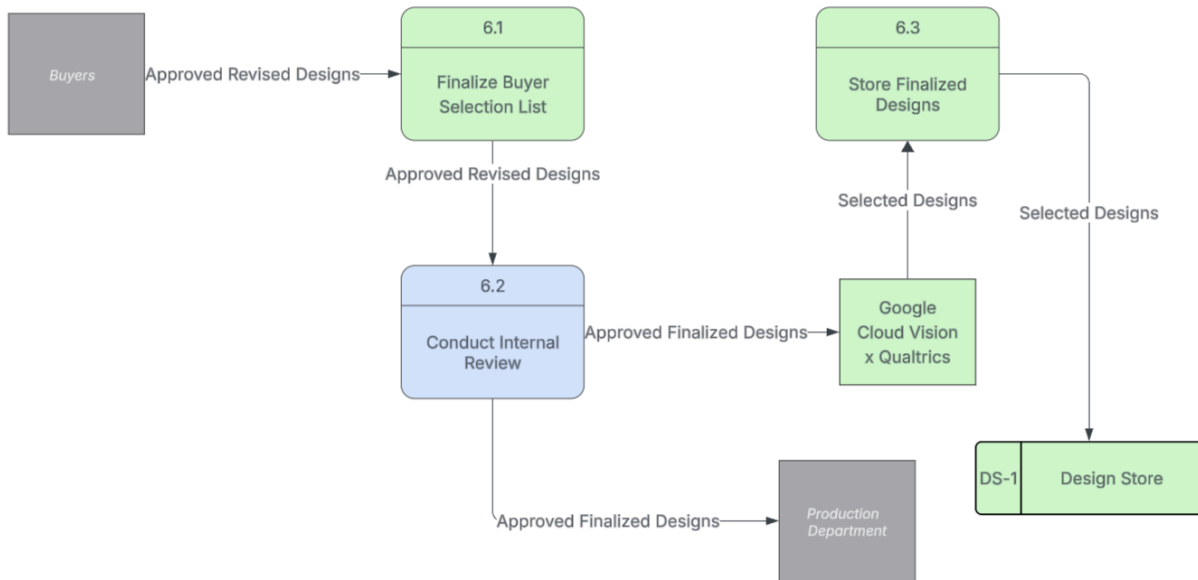 6.1
6.3
Buyers
Approved Revised Designs
Finalize Buyer
Selection List
Store Finalized
Designs
Approved Revised Designs
Selected Designs
Selected Designs
6.2
Google
Cloud Vision
x Qualtrics
Conduct Internal
Review
Approved Finalized Designs
DS-1
Design Store
Approved Finalized Designs
Production
Department